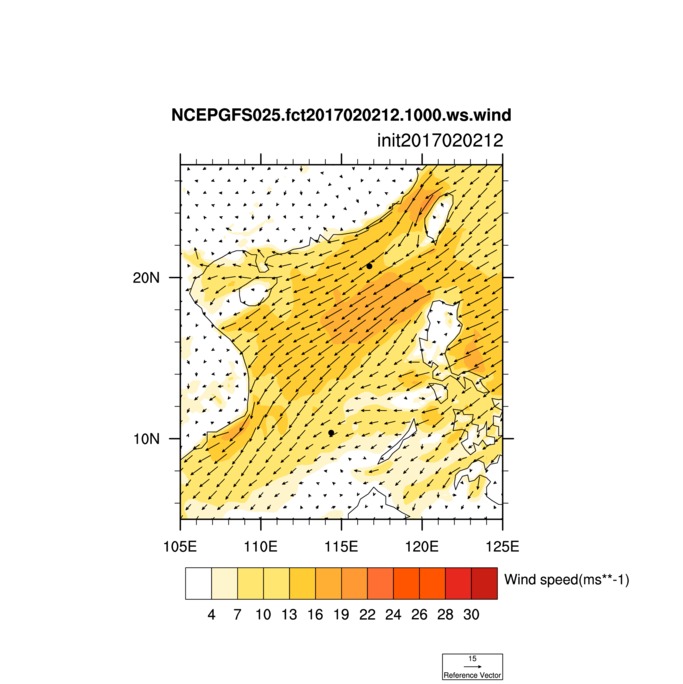 NCEPGFS025.fct2017020212.1000.ws.wind
init2017020212
20N
10N
105E 110E 115E 120E 125E
Wind speed(ms**-1)
4 7 10 13 16 19 22 24 26 28 30
15
Reference Vector